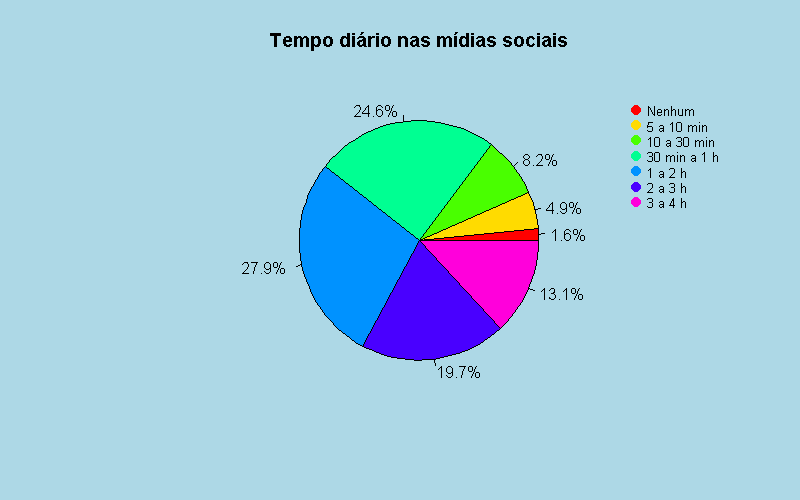 Tempo diário nas mídias sociais
24.6%
8.2%
4.9%
1.6%
27.9%
13.1%
19.7%
Nenhum
5 a 10 min
10 a 30 min
30 min a 1 h
1 a 2 h
2 a 3 h
3 a 4 h